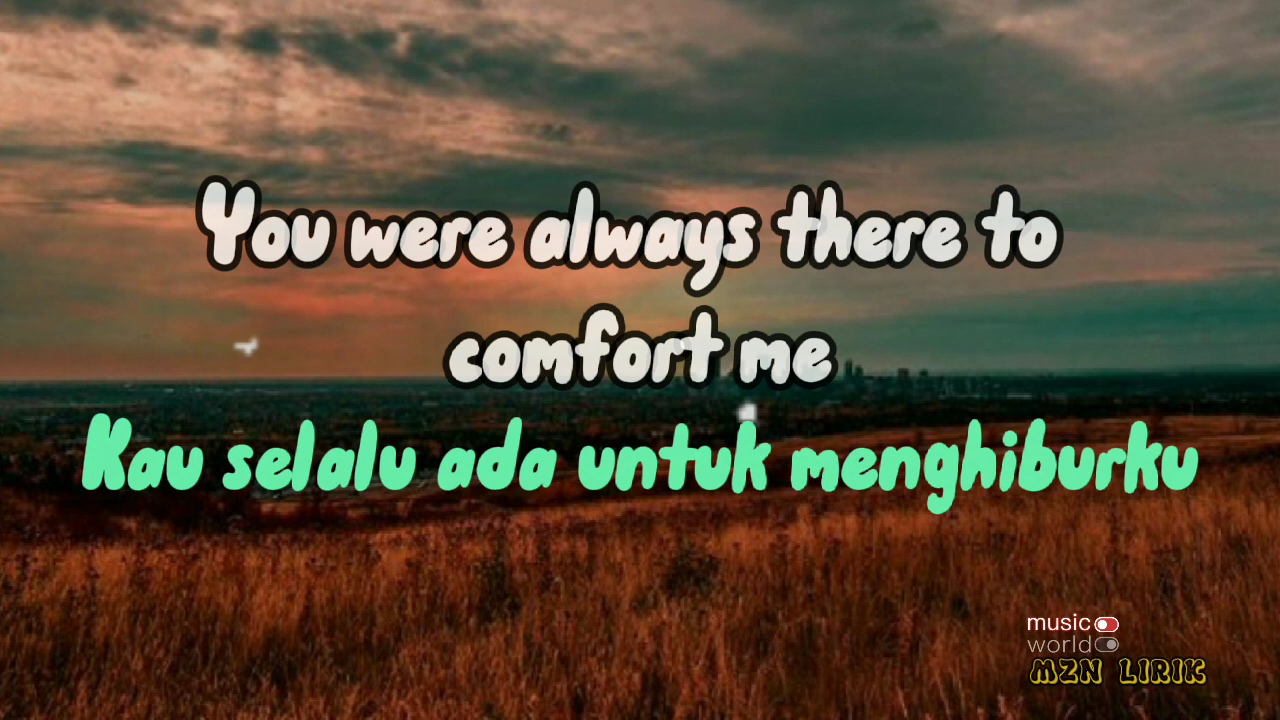 You were always there to
comfort me
Kau selalu ada untuk menghiburku
music
world
MZN LIRIK